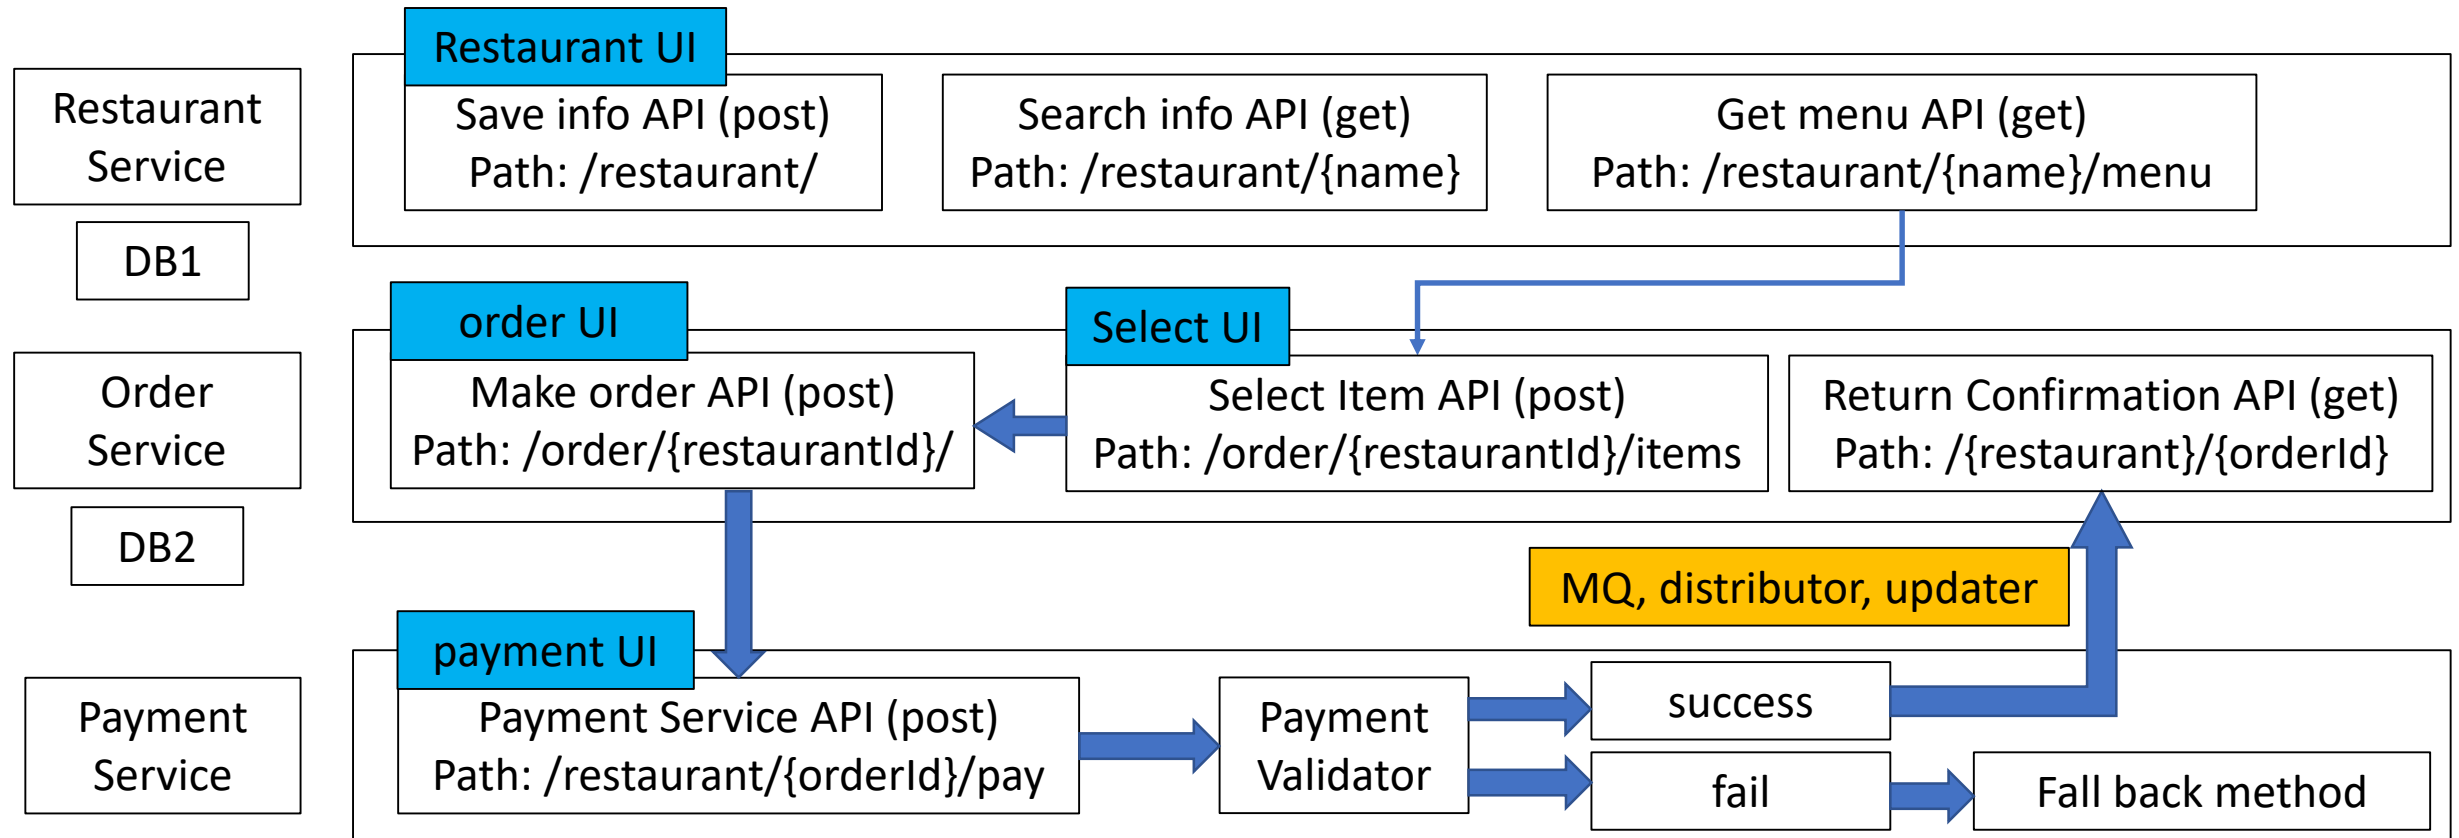 Restaurant UI
Restaurant
Service
Save info API (post)
Path: /restaurant/
Search info API (get)
Path: /restaurant/{name}
Get menu API (get)
Path: /restaurant/{name}/menu
DB1
order UI
Select UI
Order
Service
Make order API (post)
Path: /order/{restaurantId}/
Select Item API (post)
Path: /order/{restaurantId}/items
Return Confirmation API (get)
Path: /{restaurant}/{orderId}
DB2
MQ, distributor, updater
payment UI
Payment
Service
Payment Service API (post)
Path: /restaurant/{orderId}/pay
Payment
Validator
success
fail
Fall back method